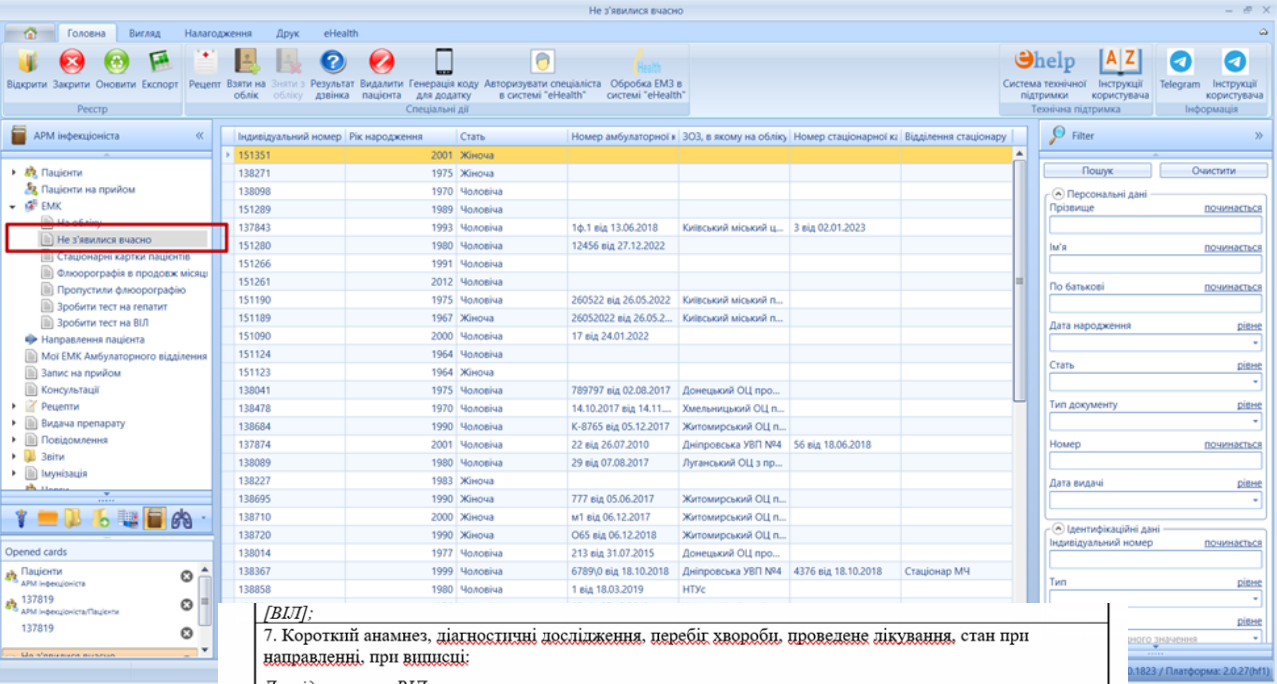 Не з'явилися вчасно
Головна Вигляд Налагодження Друк eHealth
Відкрити Закрити Оновити Експорт
Реєстр
Рецепт Взяти на облік Зняти з обліку Результат дзвінка Видалити пацієнта Генерація коду для додатку Авторизувати спеціаліста в системі "eHealth" Обробка ЕМЗ в системі "eHealth"
Спеціальні дії
ehelp AZ
Система технічної підтримки Інструкції користувача
Технічна підтримка
Telegram Інструкції користувача
Інформація
АРМ інфекціоніста
Пацієнти
Пацієнти на прийом
ЕМК
На обліку
Не з'явилися вчасно
Стаціонарні картки пацієнтів
Флюорографія в продовж місяц
Пропустили флюорографію
Зробити тест на гепатит
Зробити тест на ВІЛ
Направлення пацієнта
Мої ЕМК Амбулаторного відділення
Запис на прийом
Консультації
Рецепти
Видача препарату
Повідомлення
Звіти
Імунізація
Opened cards
Пацієнти
АРМ інфекціоніста
137819
АРМ інфекціоніста/Пацієнти
137819
Не з'явилися вчасно
Індивідуальний номер Рік народження Стать Номер амбулаторної к ЗОЗ, в якому на обліку Номер стаціонарної ка Відділення стаціонару
151351 2001 Жіноча
138271 1975 Жіноча
138098 1970 Чоловіча
151289 1989 Чоловіча
137843 1993 Чоловіча 1ф.1 від 13.06.2018 Київський міський ц... 3 від 02.01.2023
151280 1980 Чоловіча 12456 від 27.12.2022
151266 1991 Чоловіча
151261 2012 Чоловіча
151190 1975 Чоловіча 260522 від 26.05.2022 Київський міський п...
151189 1967 Жіноча 26052022 від 26.05.2... Київський міський п...
151090 2000 Чоловіча 17 від 24.01.2022
151124 1964 Чоловіча
151123 1964 Жіноча
138041 1975 Чоловіча 789797 від 02.08.2017 Донецький ОЦ про...
138478 1970 Чоловіча 14.10.2017 від 14.11.... Хмельницький ОЦ п...
138684 1990 Чоловіча К-8765 від 05.12.2017 Житомирський ОЦ п...
137874 2001 Чоловіча 22 від 26.07.2010 Дніпровська УВП №4 56 від 18.06.2018
138089 1980 Чоловіча 29 від 07.08.2017 Луганський ОЦ з пр...
138227 1983 Жіноча
138695 1990 Жіноча 777 від 05.06.2017 Житомирський ОЦ п...
138710 2000 Жіноча м1 від 06.12.2017 Житомирський ОЦ п...
138720 1990 Жіноча О65 від 06.12.2018 Житомирський ОЦ п...
138014 1977 Чоловіча 213 від 31.07.2015 Донецький ОЦ про...
138367 1999 Чоловіча 6789\0 від 18.10.2018 Дніпровська УВП №4 4376 від 18.10.2018 Стаціонар МЧ
138858 1980 Чоловіча 1 від 18.03.2019 НТУс
Filter
Пошук Очистити
Персональні дані
Прізвище починається
Ім'я починається
По батькові починається
Дата народження рівне
Стать рівне
Тип документу рівне
Номер починається
Дата видачі рівне
Ідентифікаційні дані
Індивідуальний номер починається
Тип рівне
рівне
ного значення
0.1823 / Платформа: 2.0.27(hf1)
[ВІЛ];
7. Короткий анамнез, діагностичні дослідження, перебіг хвороби, проведене лікування, стан при
направленні, при виписці: